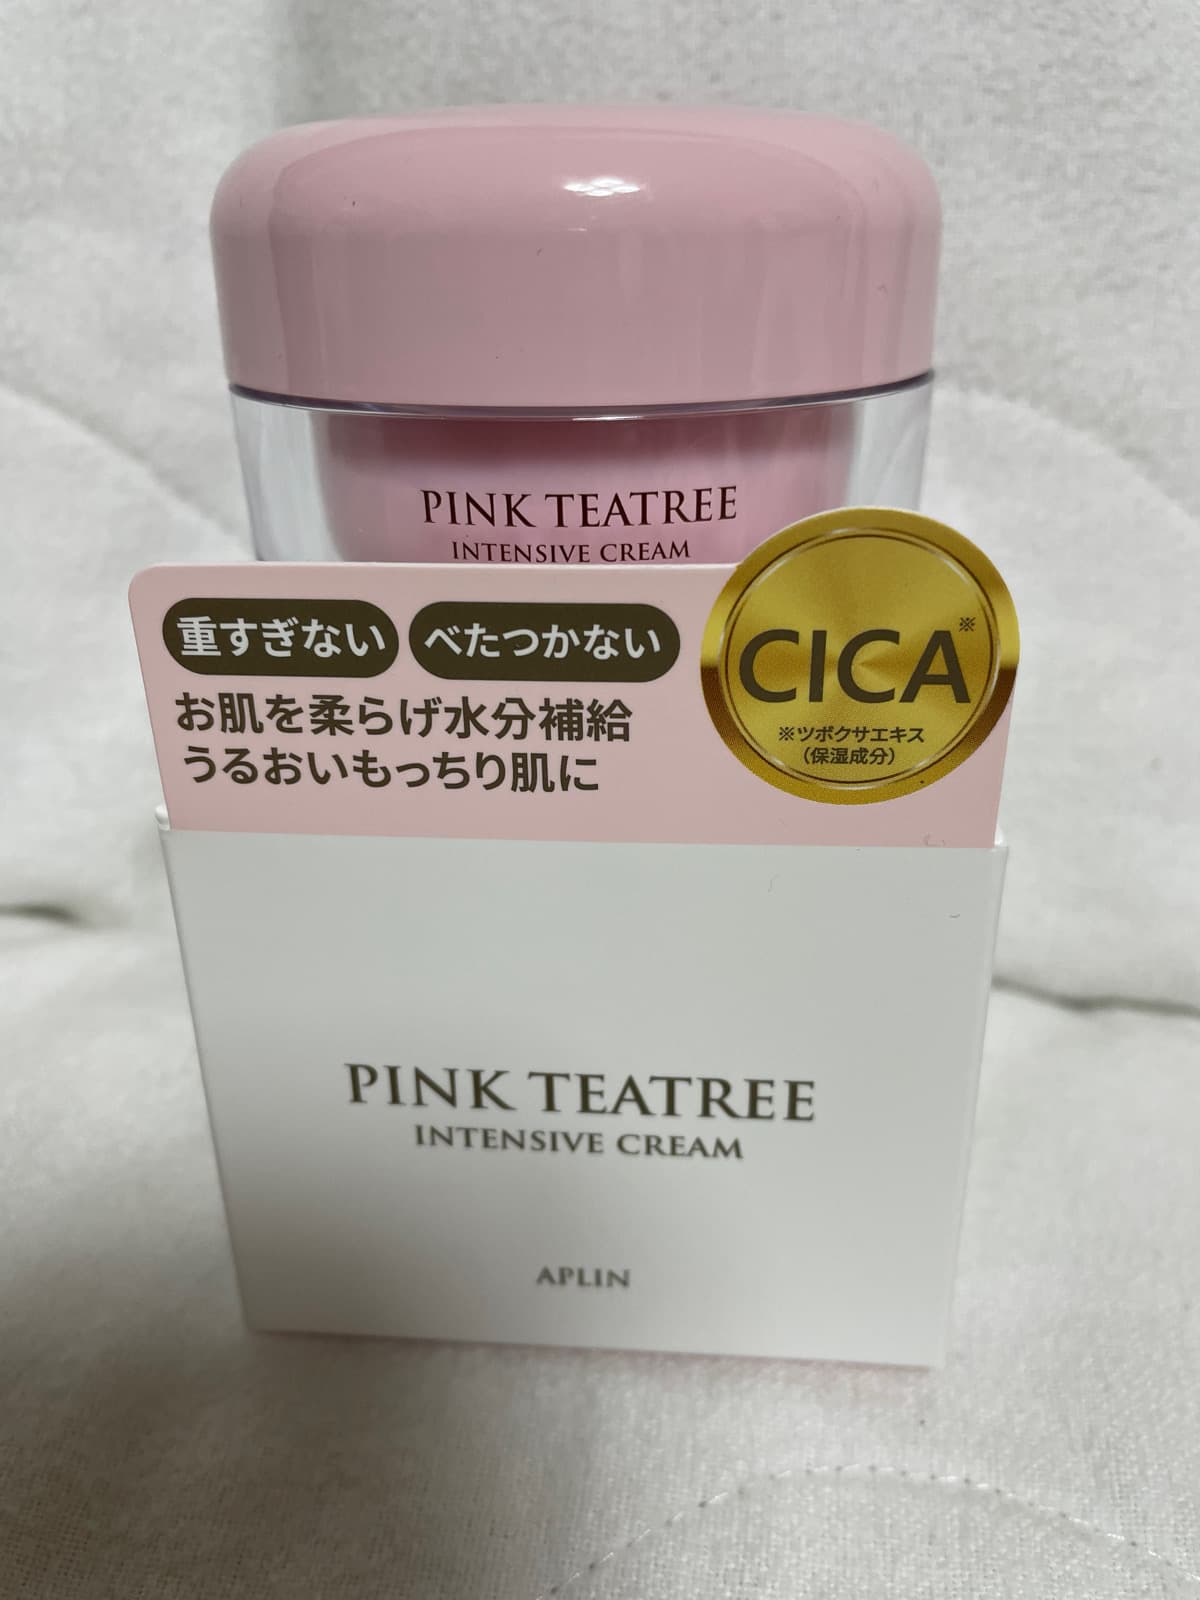 PINK TEATREE
INTENSIVE CREAM
重すぎない べたつかない
お肌を柔らげ水分補給
うるおいもっちり肌に
CICA※
※ツボクサエキス
(保湿成分)
PINK TEATREE
INTENSIVE CREAM
APLIN